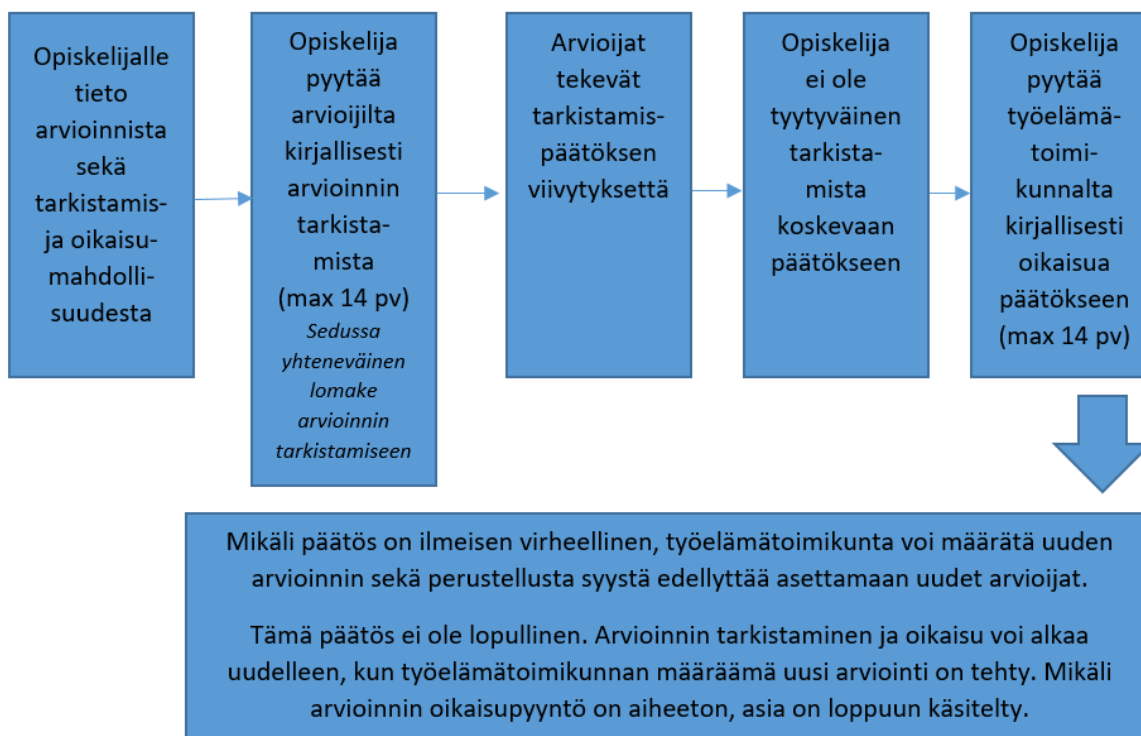 Opiskelijalle
tieto
arvioinnista
sekä
tarkistamis-
ja oikaisu-
mahdolli-
suudesta
Opiskelija
pyytää
arvioijilta
kirjallisesti
arvioinnin
tarkista-
mista
(max 14 pv)
Sedussa
yhteneväinen
lomake
arvioinnin
tarkistamiseen
Arvioijat
tekevät
tarkistamis-
päätöksen
viivytyksettä
Opiskelija
ei ole
tyytyväinen
tarkista-
mista
koskevaan
päätökseen
Opiskelija
pyytää
työelämä-
toimi-
kunnalta
kirjallisesti
oikaisua
päätökseen
(max 14 pv)
Mikäli päätös on ilmeisen virheellinen, työelämätoimikunta voi määrätä uuden
arvioinnin sekä perustellusta syystä edellyttää asettamaan uudet arvioijat.
Tämä päätös ei ole lopullinen. Arvioinnin tarkistaminen ja oikaisu voi alkaa
uudelleen, kun työelämätoimikunnan määräämä uusi arviointi on tehty. Mikäli
arvioinnin oikaisupyyntö on aiheeton, asia on loppuun käsitelty.